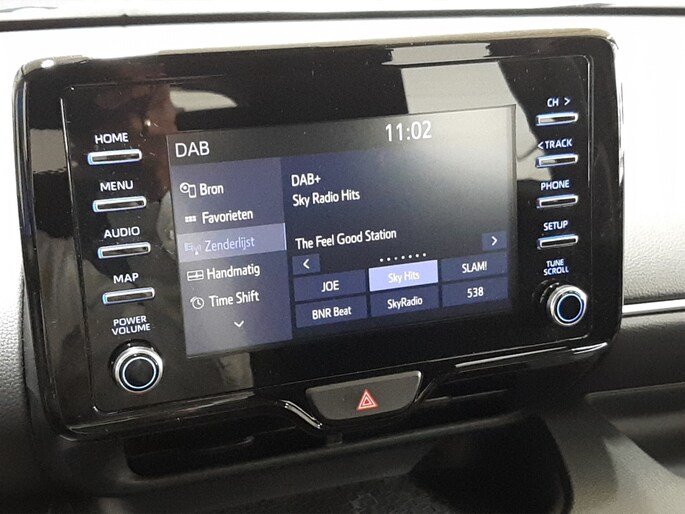 HOME
MENU
AUDIO
MAP
POWER
VOLUME
DAB
11:02
Bron
Favorieten
Zenderlijst
Handmatig
Time Shift
DAB+
Sky Radio Hits
The Feel Good Station
< >
JOE
Sky Hits
SLAM!
BNR Beat
SkyRadio
538
CH >
< TRACK
PHONE
SETUP
TUNE
SCROLL